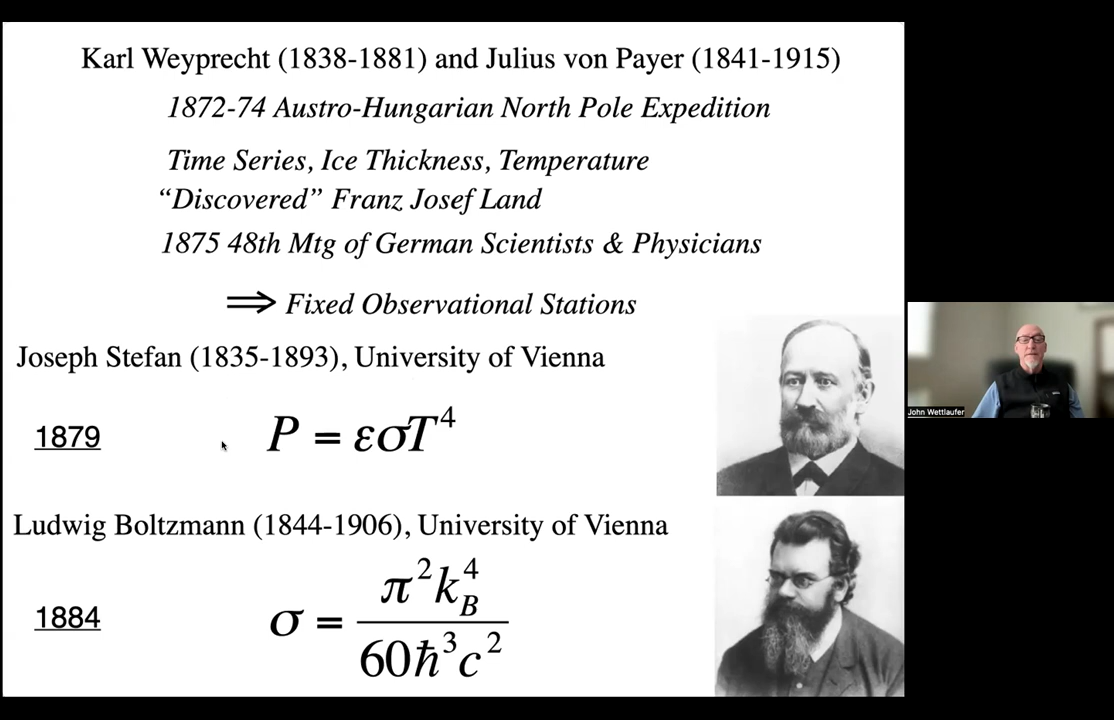 Karl Weyprecht (1838-1881) and Julius von Payer (1841-1915)
1872-74 Austro-Hungarian North Pole Expedition
Time Series, Ice Thickness, Temperature
“Discovered” Franz Josef Land
1875 48th Mtg of German Scientists & Physicians
⟹ Fixed Observational Stations
Joseph Stefan (1835-1893), University of Vienna
1879 P = εσT⁴
Ludwig Boltzmann (1844-1906), University of Vienna
1884 σ = π²k_B⁴ / 60ℏ³c²
John Wettlaufer